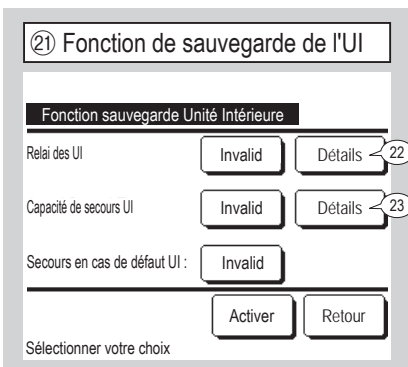 ㉑ Fonction de sauvegarde de l'UI
Fonction sauvegarde Unité Intérieure
Relai des UI Invalid Détails 22
Capacité de secours UI Invalid Détails 23
Secours en cas de défaut UI : Invalid
Activer Retour
Sélectionner votre choix